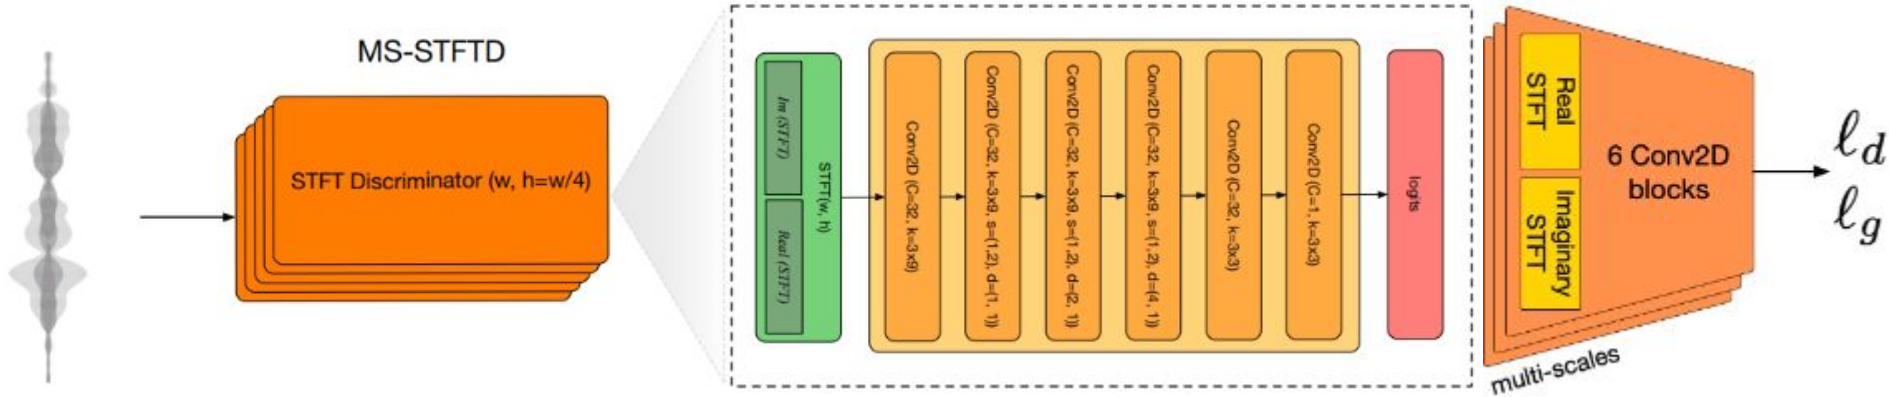 MS-STFTD
STFT Discriminator (w, h=w/4)
Im (STFT)
Real (STFT)
STFT(w, h)
Conv2D (C=32, k=3x9)
Conv2D (C=32, k=3x9, s=(1,2), d=(1, 1))
Conv2D (C=32, k=3x9, s=(1,2), d=(2, 1))
Conv2D (C=32, k=3x9, s=(1,2), d=(4, 1))
Conv2D (C=32, k=3x3)
Conv2D (C=1, k=3x3)
logits
Real
STFT
Imaginary
STFT
6 Conv2D
blocks
multi-scales
ℓ_d
ℓ_g